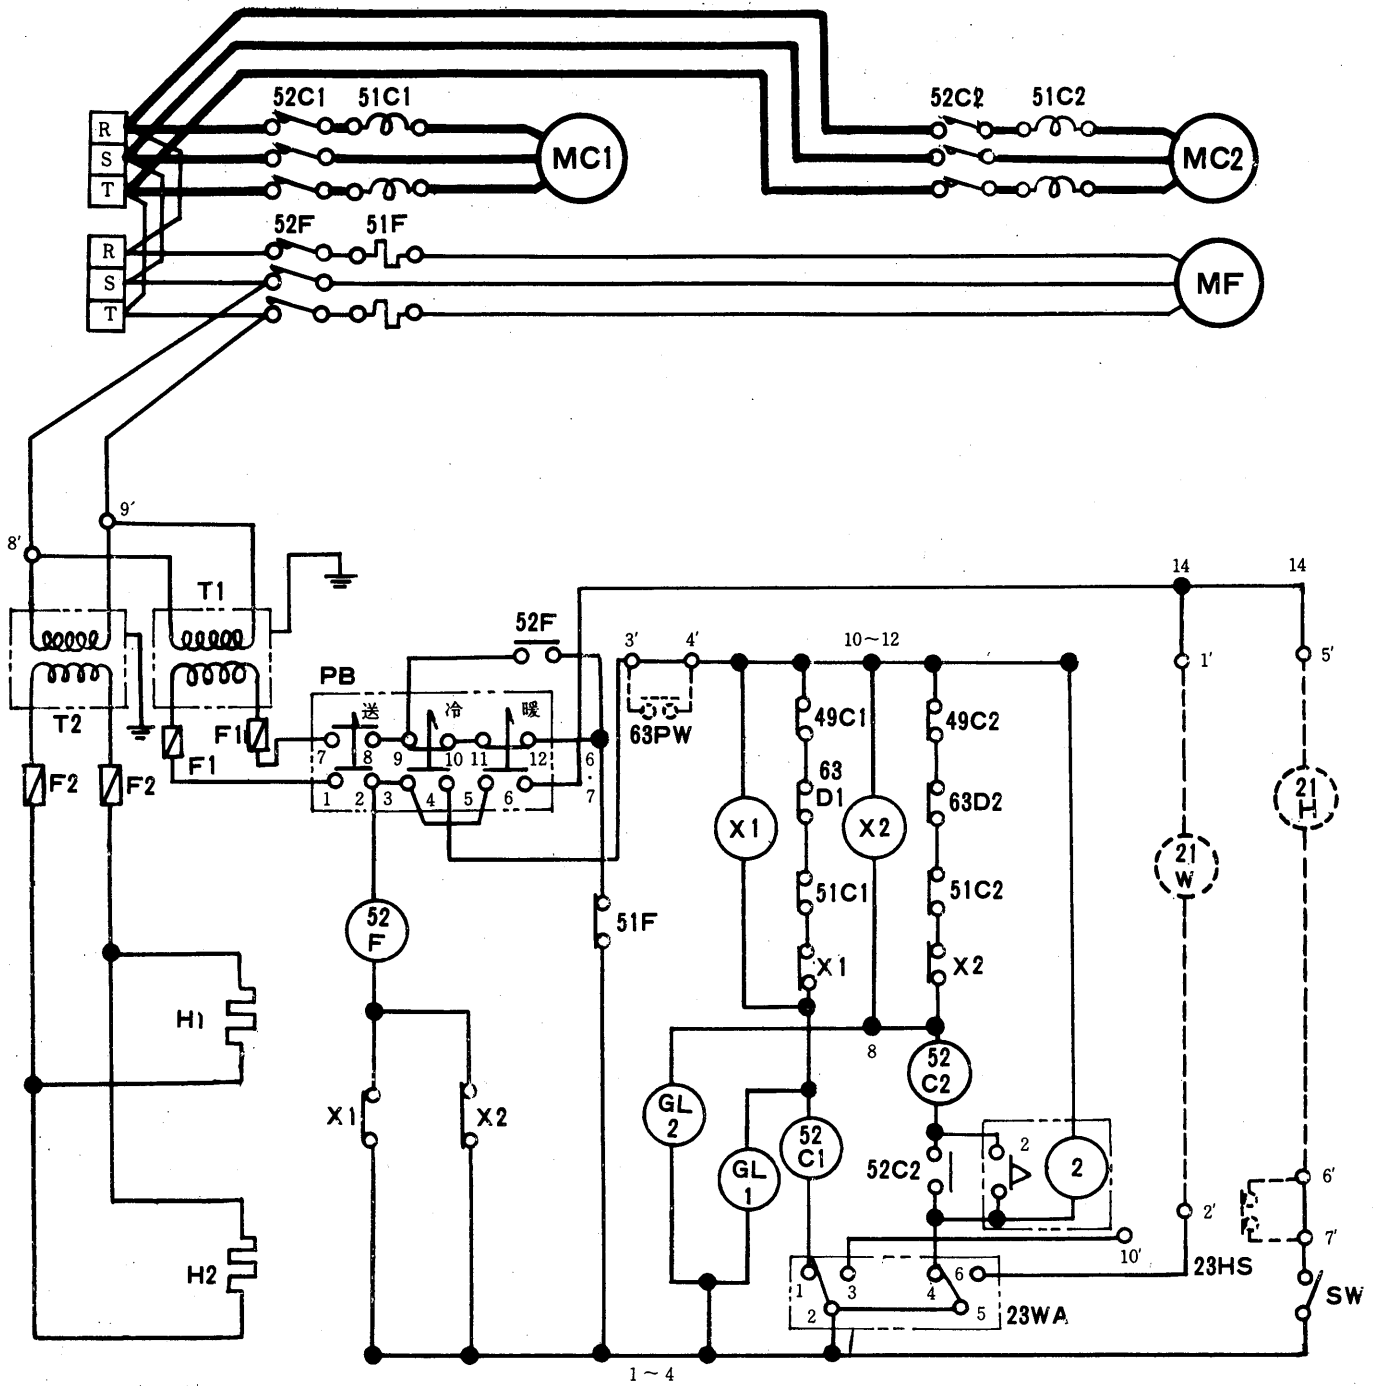 52C1 51C1 52C2 51C2
R
S MC1 MC2
T
52F 51F
R
S MF
T
9′
8′
14 14
T1
52F 3′ 4′ 10~12
5′
1′
PB
送 冷 暖
T2 F1 63PW 49C1 49C2
7 8 9 10 11 12 6
F1
F2 F2 63
D1 21
H
1 2 3 4 5 6 7
63D2
X1 X2
21
W
51C1 51C2
52
F 51F
X1 X2
H1
8
52
C2
X1 X2 GL
2
52
C1
2
52C2 2
GL
1
6′
2′
7′
10′
H2 23HS
1 3 4 6
SW
2 5 23WA
1~4